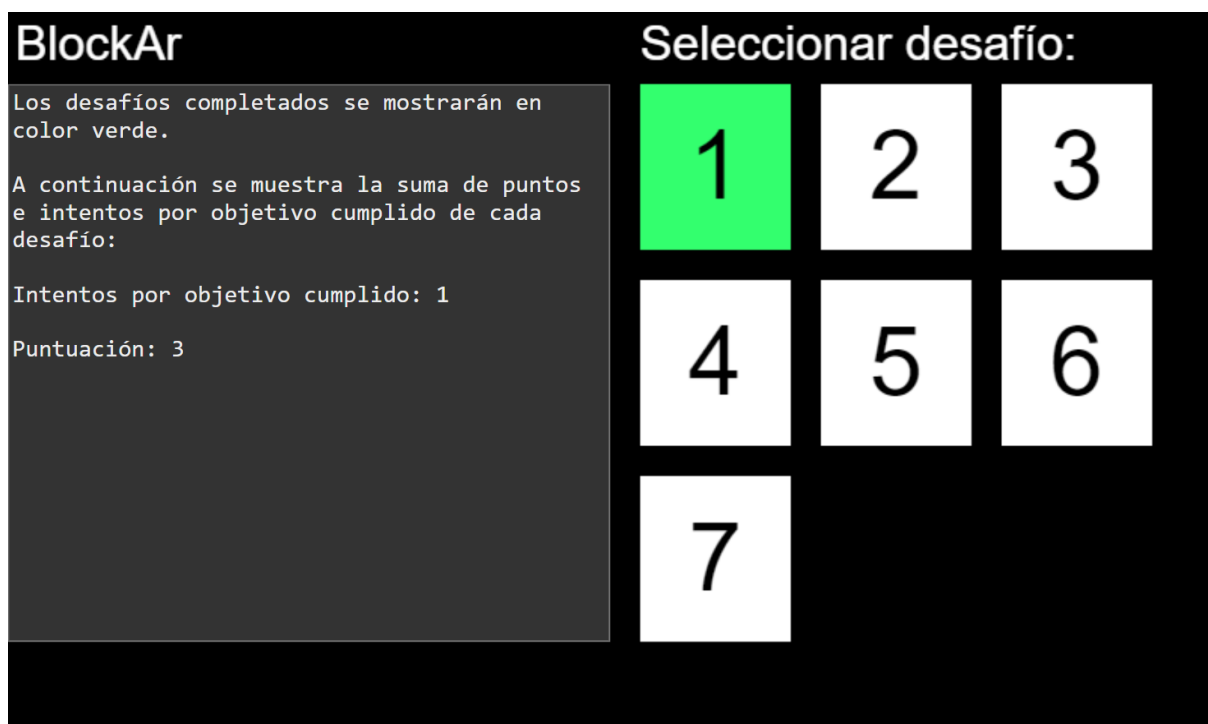 BlockAr
Los desafíos completados se mostrarán en
color verde.
A continuación se muestra la suma de puntos
e intentos por objetivo cumplido de cada
desafío:
Intentos por objetivo cumplido: 1
Puntuación: 3
Seleccionar desafío:
1 2 3
4 5 6
7